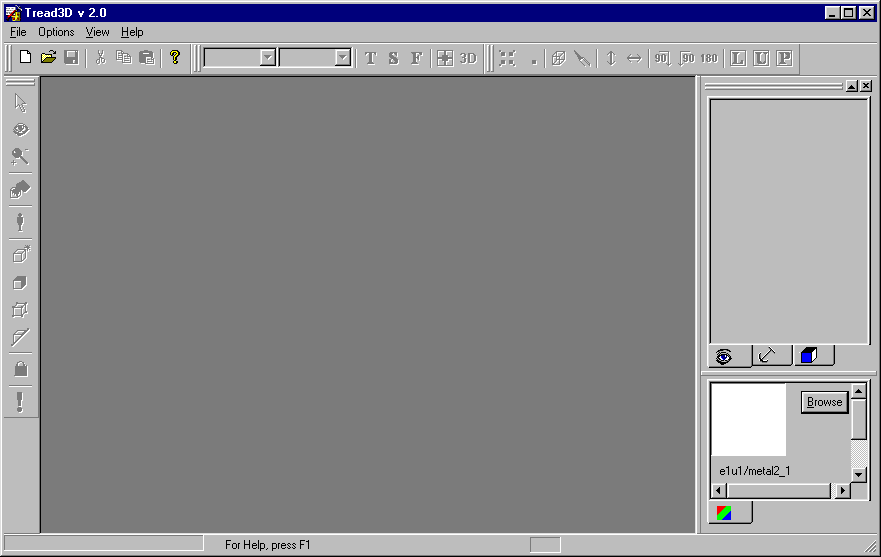 Tread3D v 2.0
File Options View Help
T S F 3D 90 90 180 L U P
Browse
e1u1/metal2_1
For Help, press F1